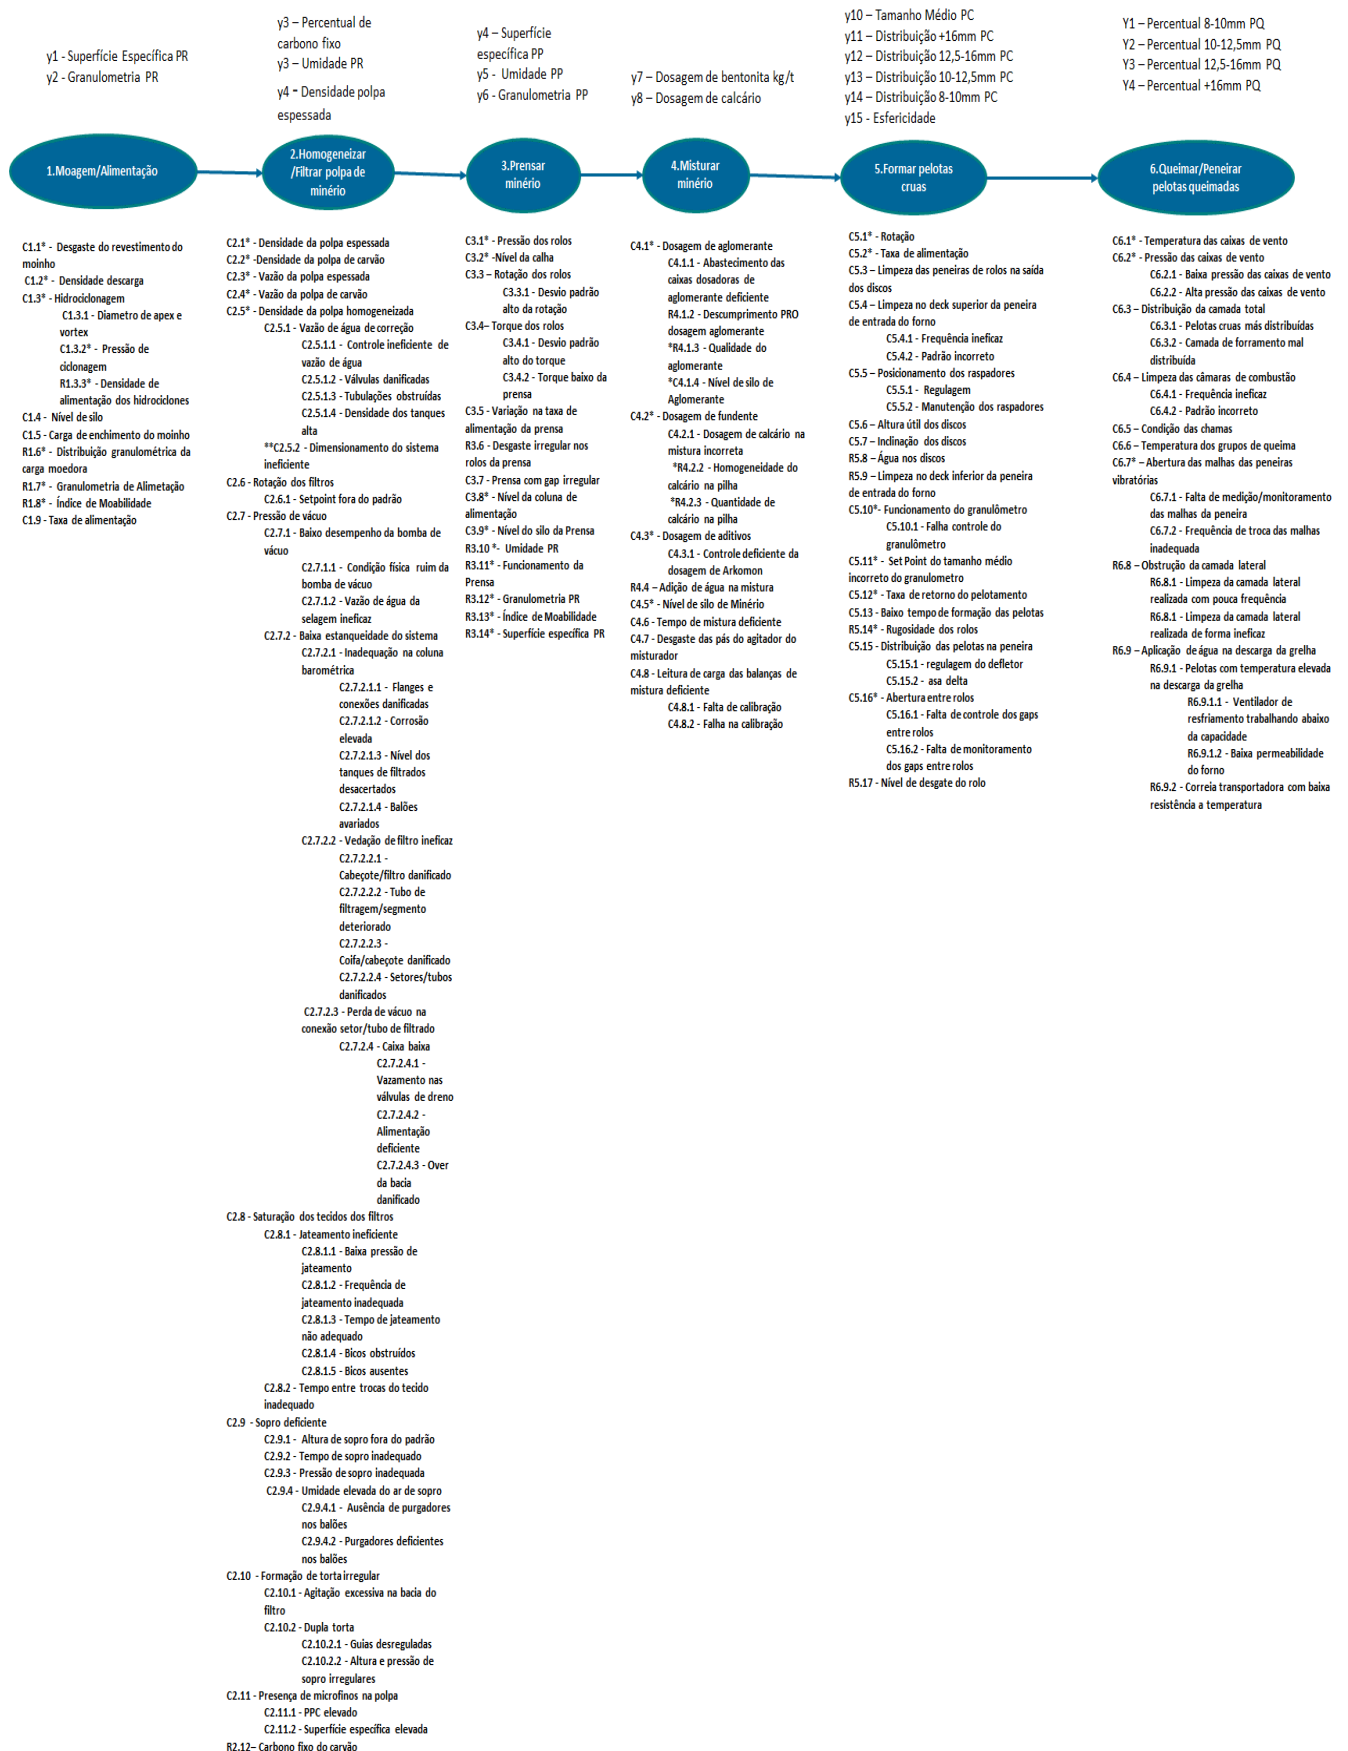 y1 - Superfície Específica PR
y2 - Granulometria PR
y3 – Percentual de
carbono fixo
y3 – Umidade PR
y4 - Densidade polpa
espessada
y4 – Superfície
específica PP
y5 - Umidade PP
y6 - Granulometria PP
y7 – Dosagem de bentonita kg/t
y8 – Dosagem de calcário
y10 – Tamanho Médio PC
y11 – Distribuição +16mm PC
y12 – Distribuição 12,5-16mm PC
y13 – Distribuição 10-12,5mm PC
y14 – Distribuição 8-10mm PC
y15 - Esfericidade
Y1 – Percentual 8-10mm PQ
Y2 – Percentual 10-12,5mm PQ
Y3 – Percentual 12,5-16mm PQ
Y4 – Percentual +16mm PQ
1.Moagem/Alimentação
2.Homogeneizar
/Filtrar polpa de
minério
3.Prensar
minério
4.Misturar
minério
5.Formar pelotas
cruas
6.Queimar/Peneirar
pelotas queimadas
C1.1* - Desgaste do revestimento do
moinho
C1.2* - Densidade descarga
C1.3* - Hidrociclonagem
C1.3.1 - Diametro de apex e
vortex
C1.3.2* - Pressão de
ciclonagem
R1.3.3* - Densidade de
alimentação dos hidrociclones
C1.4 - Nível de silo
C1.5 - Carga de enchimento do moinho
R1.6* - Distribuição granulométrica da
carga moedora
R1.7* - Granulometria de Alimetação
R1.8* - Índice de Moabilidade
C1.9 - Taxa de alimentação
C2.1* - Densidade da polpa espessada
C2.2* -Densidade da polpa de carvão
C2.3* - Vazão da polpa espessada
C2.4* - Vazão da polpa de carvão
C2.5* - Densidade da polpa homogeneizada
C2.5.1 - Vazão de água de correção
C2.5.1.1 - Controle ineficiente de
vazão de água
C2.5.1.2 - Válvulas danificadas
C2.5.1.3 - Tubulações obstruídas
C2.5.1.4 - Densidade dos tanques
alta
**C2.5.2 - Dimensionamento do sistema
ineficiente
C2.6 - Rotação dos filtros
C2.6.1 - Setpoint fora do padrão
C2.7 - Pressão de vácuo
C2.7.1 - Baixo desempenho da bomba de
vácuo
C2.7.1.1 - Condição física ruim da
bomba de vácuo
C2.7.1.2 - Vazão de água da
selagem ineficaz
C2.7.2 - Baixa estanqueidade do sistema
C2.7.2.1 - Inadequação na coluna
barométrica
C2.7.2.1.1 - Flanges e
conexões danificadas
C2.7.2.1.2 - Corrosão
elevada
C2.7.2.1.3 - Nível dos
tanques de filtrados
desacertados
C2.7.2.1.4 - Balões
avariados
C2.7.2.2 - Vedação de filtro ineficaz
C2.7.2.2.1 -
Cabeçote/filtro danificado
C2.7.2.2.2 - Tubo de
filtragem/segmento
deteriorado
C2.7.2.2.3 -
Coifa/cabeçote danificado
C2.7.2.2.4 - Setores/tubos
danificados
C2.7.2.3 - Perda de vácuo na
conexão setor/tubo de filtrado
C2.7.2.4 - Caixa baixa
C2.7.2.4.1 -
Vazamento nas
válvulas de dreno
C2.7.2.4.2 -
Alimentação
deficiente
C2.7.2.4.3 - Over
da bacia
danificado
C2.8 - Saturação dos tecidos dos filtros
C2.8.1 - Jateamento ineficiente
C2.8.1.1 - Baixa pressão de
jateamento
C2.8.1.2 - Frequência de
jateamento inadequada
C2.8.1.3 - Tempo de jateamento
não adequado
C2.8.1.4 - Bicos obstruídos
C2.8.1.5 - Bicos ausentes
C2.8.2 - Tempo entre trocas do tecido
inadequado
C2.9 - Sopro deficiente
C2.9.1 - Altura de sopro fora do padrão
C2.9.2 - Tempo de sopro inadequado
C2.9.3 - Pressão de sopro inadequada
C2.9.4 - Umidade elevada do ar de sopro
C2.9.4.1 - Ausência de purgadores
nos balões
C2.9.4.2 - Purgadores deficientes
nos balões
C2.10 - Formação de torta irregular
C2.10.1 - Agitação excessiva na bacia do
filtro
C2.10.2 - Dupla torta
C2.10.2.1 - Guias desreguladas
C2.10.2.2 - Altura e pressão de
sopro irregulares
C2.11 - Presença de microfinos na polpa
C2.11.1 - PPC elevado
C2.11.2 - Superfície específica elevada
R2.12– Carbono fixo do carvão
C3.1* - Pressão dos rolos
C3.2* -Nível da calha
C3.3 – Rotação dos rolos
C3.3.1 - Desvio padrão
alto da rotação
C3.4– Torque dos rolos
C3.4.1 - Desvio padrão
alto do torque
C3.4.2 - Torque baixo da
prensa
C3.5 - Variação na taxa de
alimentação da prensa
R3.6 - Desgaste irregular nos
rolos da prensa
C3.7 - Prensa com gap irregular
C3.8* - Nível da coluna de
alimentação
C3.9* - Nível do silo da Prensa
R3.10 *- Umidade PR
R3.11* - Funcionamento da
Prensa
R3.12* - Granulometria PR
R3.13* - Índice de Moabilidade
R3.14* - Superfície específica PR
C4.1* - Dosagem de aglomerante
C4.1.1 - Abastecimento das
caixas dosadoras de
aglomerante deficiente
R4.1.2 - Descumprimento PRO
dosagem aglomerante
*R4.1.3 - Qualidade do
aglomerante
*C4.1.4 - Nível de silo de
Aglomerante
C4.2* - Dosagem de fundente
C4.2.1 - Dosagem de calcário na
mistura incorreta
*R4.2.2 - Homogeneidade do
calcário na pilha
*R4.2.3 - Quantidade de
calcário na pilha
C4.3* - Dosagem de aditivos
C4.3.1 - Controle deficiente da
dosagem de Arkomon
R4.4 – Adição de água na mistura
C4.5* - Nível de silo de Minério
C4.6 - Tempo de mistura deficiente
C4.7 - Desgaste das pás do agitador do
misturador
C4.8 - Leitura de carga das balanças de
mistura deficiente
C4.8.1 - Falta de calibração
C4.8.2 - Falha na calibração
C5.1* - Rotação
C5.2* - Taxa de alimentação
C5.3 – Limpeza das peneiras de rolos na saída
dos discos
C5.4 – Limpeza no deck superior da peneira
de entrada do forno
C5.4.1 - Frequência ineficaz
C5.4.2 - Padrão incorreto
C5.5 – Posicionamento dos raspadores
C5.5.1 - Regulagem
C5.5.2 - Manutenção dos raspadores
C5.6 – Altura útil dos discos
C5.7 – Inclinação dos discos
R5.8 – Água nos discos
R5.9 – Limpeza no deck inferior da peneira
de entrada do forno
C5.10*- Funcionamento do granulômetro
C5.10.1 - Falha controle do
granulômetro
C5.11* - Set Point do tamanho médio
incorreto do granulometro
C5.12* - Taxa de retorno do pelotamento
C5.13 - Baixo tempo de formação das pelotas
R5.14* - Rugosidade dos rolos
C5.15 - Distribuição das pelotas na peneira
C5.15.1 - regulagem do defletor
C5.15.2 - asa delta
C5.16* - Abertura entre rolos
C5.16.1 - Falta de controle dos gaps
entre rolos
C5.16.2 - Falta de monitoramento
dos gaps entre rolos
R5.17 - Nível de desgate do rolo
C6.1* - Temperatura das caixas de vento
C6.2* - Pressão das caixas de vento
C6.2.1 - Baixa pressão das caixas de vento
C6.2.2 - Alta pressão das caixas de vento
C6.3 – Distribuição da camada total
C6.3.1 - Pelotas cruas más distribuídas
C6.3.2 - Camada de forramento mal
distribuída
C6.4 – Limpeza das câmaras de combustão
C6.4.1 - Frequência ineficaz
C6.4.2 - Padrão incorreto
C6.5 – Condição das chamas
C6.6 – Temperatura dos grupos de queima
C6.7* – Abertura das malhas das peneiras
vibratórias
C6.7.1 - Falta de medição/monitoramento
das malhas da peneira
C6.7.2 - Frequência de troca das malhas
inadequada
R6.8 – Obstrução da camada lateral
R6.8.1 - Limpeza da camada lateral
realizada com pouca frequência
R6.8.1 - Limpeza da camada lateral
realizada de forma ineficaz
R6.9 – Aplicação de água na descarga da grelha
R6.9.1 - Pelotas com temperatura elevada
na descarga da grelha
R6.9.1.1 - Ventilador de
resfriamento trabalhando abaixo
da capacidade
R6.9.1.2 - Baixa permeabilidade
do forno
R6.9.2 - Correia transportadora com baixa
resistência a temperatura